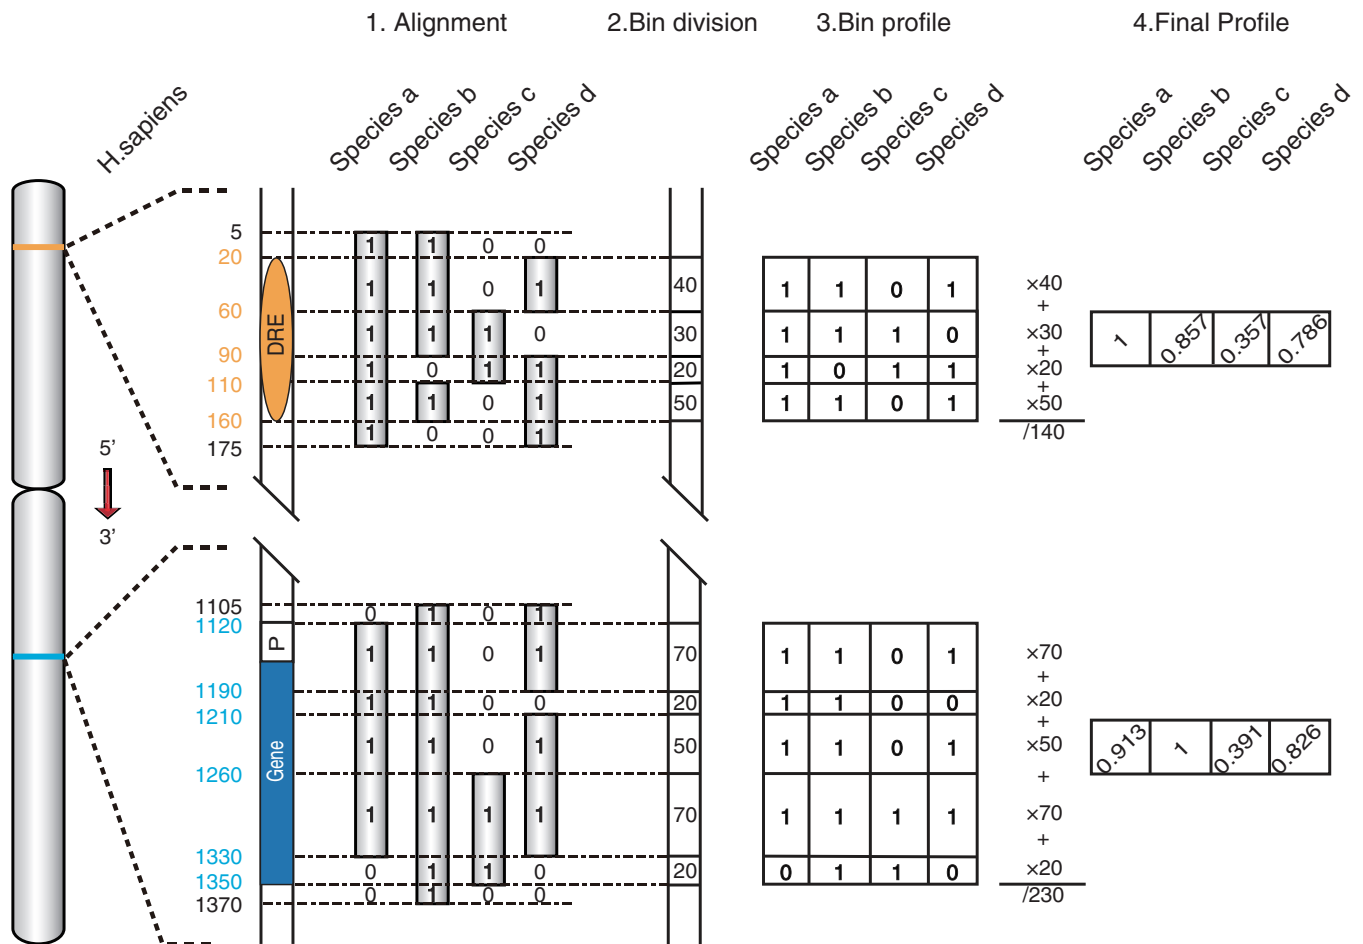 1. Alignment 2.Bin division 3.Bin profile 4.Final Profile
H.sapiens Species a Species b Species c Species d Species a Species b Species c Species d Species a Species b Species c Species d
5 1 1 0 0
20
1 1 0 1 40 1 1 0 1 ×40
60 +
DRE 1 1 1 0 30 1 1 1 0 ×30 1 0.857 0.357 0.786
90 +
1 0 1 1 20 1 0 1 1 ×20
110 +
1 1 0 1 50 1 1 0 1 ×50
160 /140
1 0 0 1
175
5’
3’
1105 0 1 0 1
1120
P 1 1 0 1 70 1 1 0 1 ×70
+
1190 1 1 0 0 20 1 1 0 0 ×20
1210 +
Gene 1 1 0 1 50 1 1 0 1 ×50 0.913 1 0.391 0.826
1260 +
1 1 1 1 70 1 1 1 1 ×70
+
1330
0 1 1 0 20 0 1 1 0 ×20
1350
0 1 0 0 /230
1370